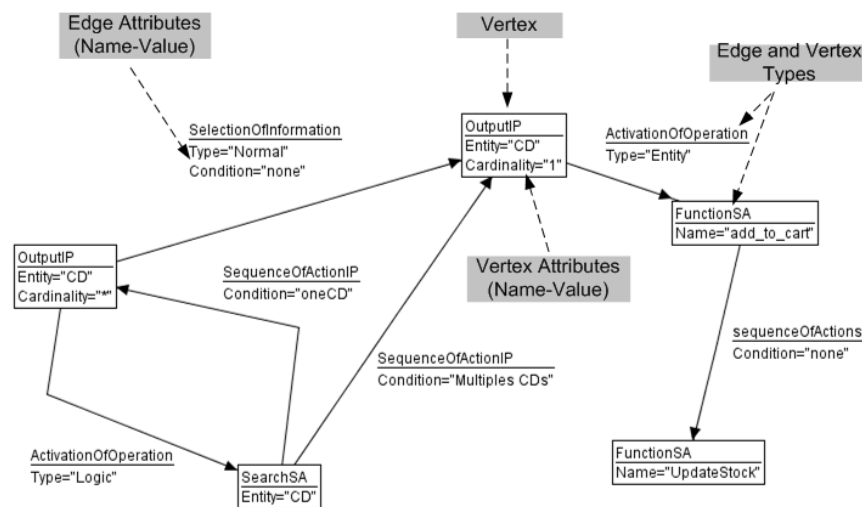 Edge Attributes
(Name-Value)
Vertex
Edge and Vertex
Types
SelectionOfInformation
Type="Normal"
Condition="none"
OutputIP
Entity="CD"
Cardinality="1"
ActivationOfOperation
Type="Entity"
FunctionSA
Name="add_to_cart"
OutputIP
Entity="CD"
Cardinality="*"
SequenceOfActionIP
Condition="oneCD"
Vertex Attributes
(Name-Value)
SequenceOfActionIP
Condition="Multiples CDs"
sequenceOfActions
Condition="none"
ActivationOfOperation
Type="Logic"
SearchSA
Entity="CD"
FunctionSA
Name="UpdateStock"